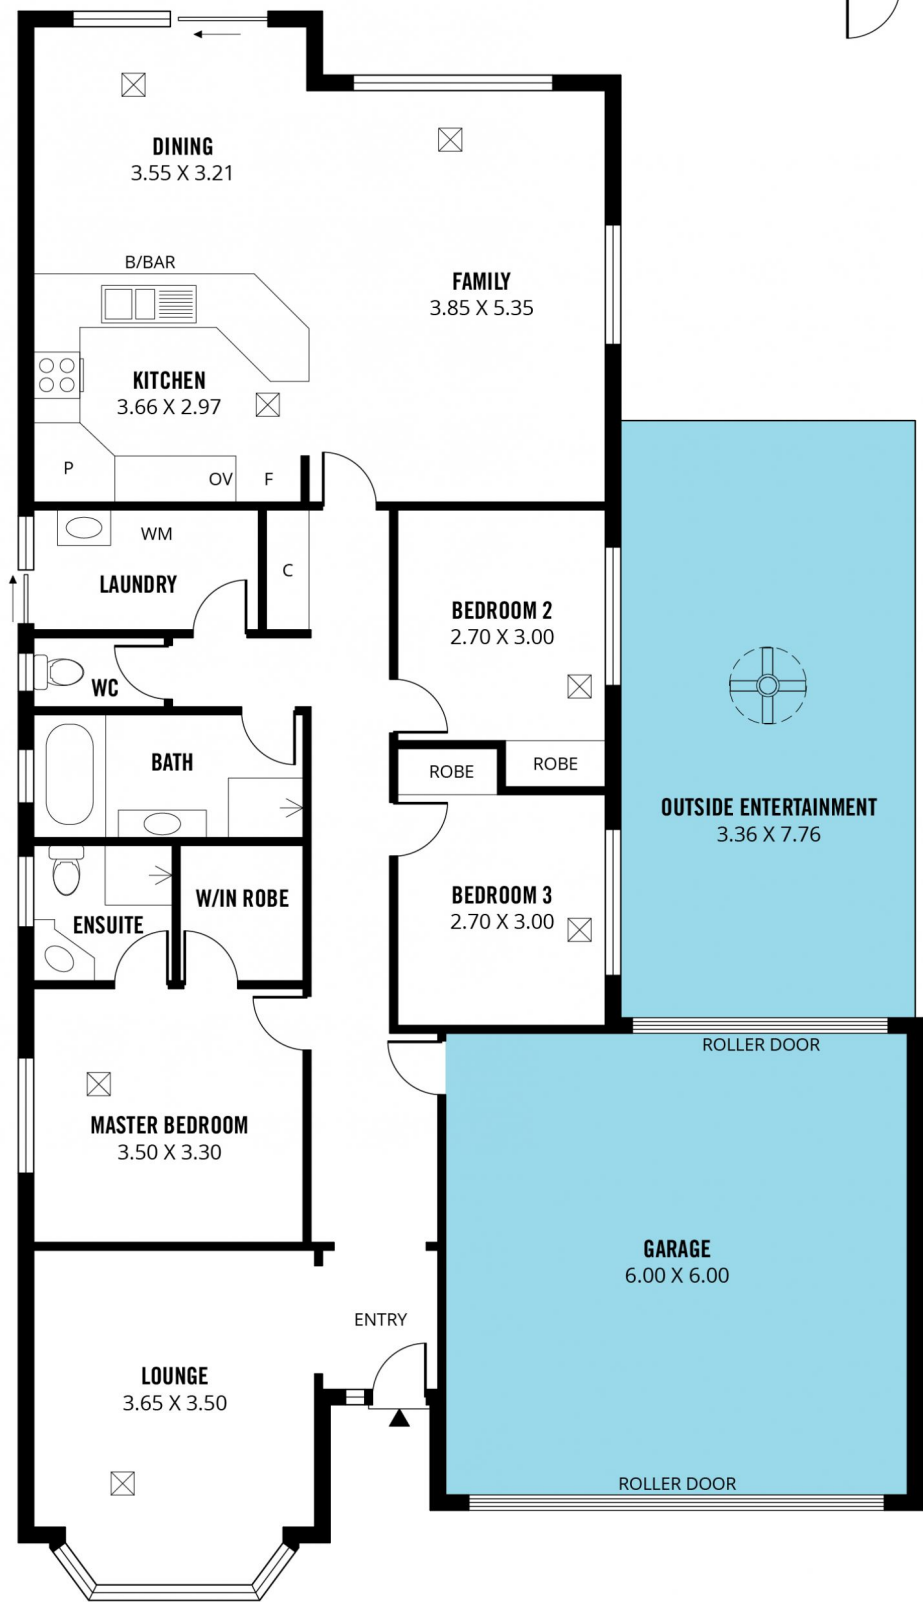 DINING
3.55 X 3.21
B/BAR
FAMILY
3.85 X 5.35
KITCHEN
3.66 X 2.97
P
OV
F
WM
LAUNDRY
C
BEDROOM 2
2.70 X 3.00
WC
BATH
ROBE
ROBE
OUTSIDE ENTERTAINMENT
3.36 X 7.76
W/IN ROBE
ENSUITE
BEDROOM 3
2.70 X 3.00
ROLLER DOOR
MASTER BEDROOM
3.50 X 3.30
GARAGE
6.00 X 6.00
ENTRY
LOUNGE
3.65 X 3.50
ROLLER DOOR